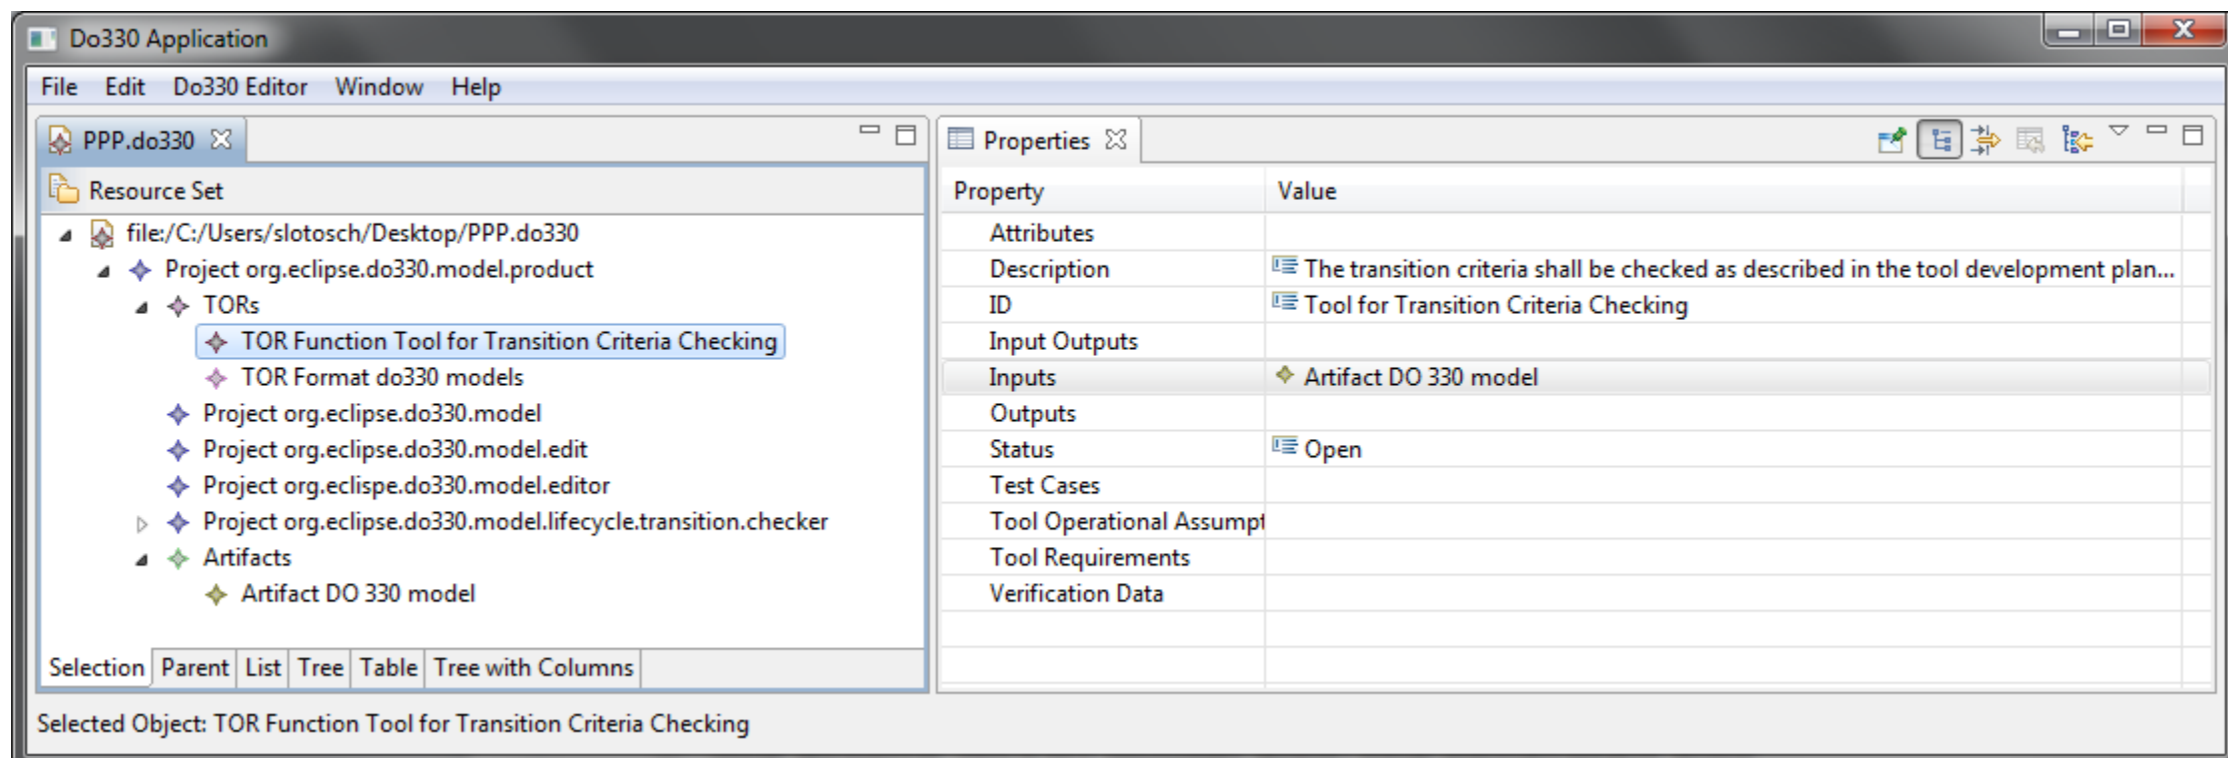 Do330 Application
File Edit Do330 Editor Window Help
PPP.do330
Resource Set
file:/C:/Users/slotosch/Desktop/PPP.do330
Project org.eclipse.do330.model.product
TORs
TOR Function Tool for Transition Criteria Checking
TOR Format do330 models
Project org.eclipse.do330.model
Project org.eclipse.do330.model.edit
Project org.eclispe.do330.model.editor
Project org.eclipse.do330.model.lifecycle.transition.checker
Artifacts
Artifact DO 330 model
Selection Parent List Tree Table Tree with Columns
Properties
Property Value
Attributes
Description The transition criteria shall be checked as described in the tool development plan...
ID Tool for Transition Criteria Checking
Input Outputs
Inputs Artifact DO 330 model
Outputs
Status Open
Test Cases
Tool Operational Assumpt
Tool Requirements
Verification Data
Selected Object: TOR Function Tool for Transition Criteria Checking